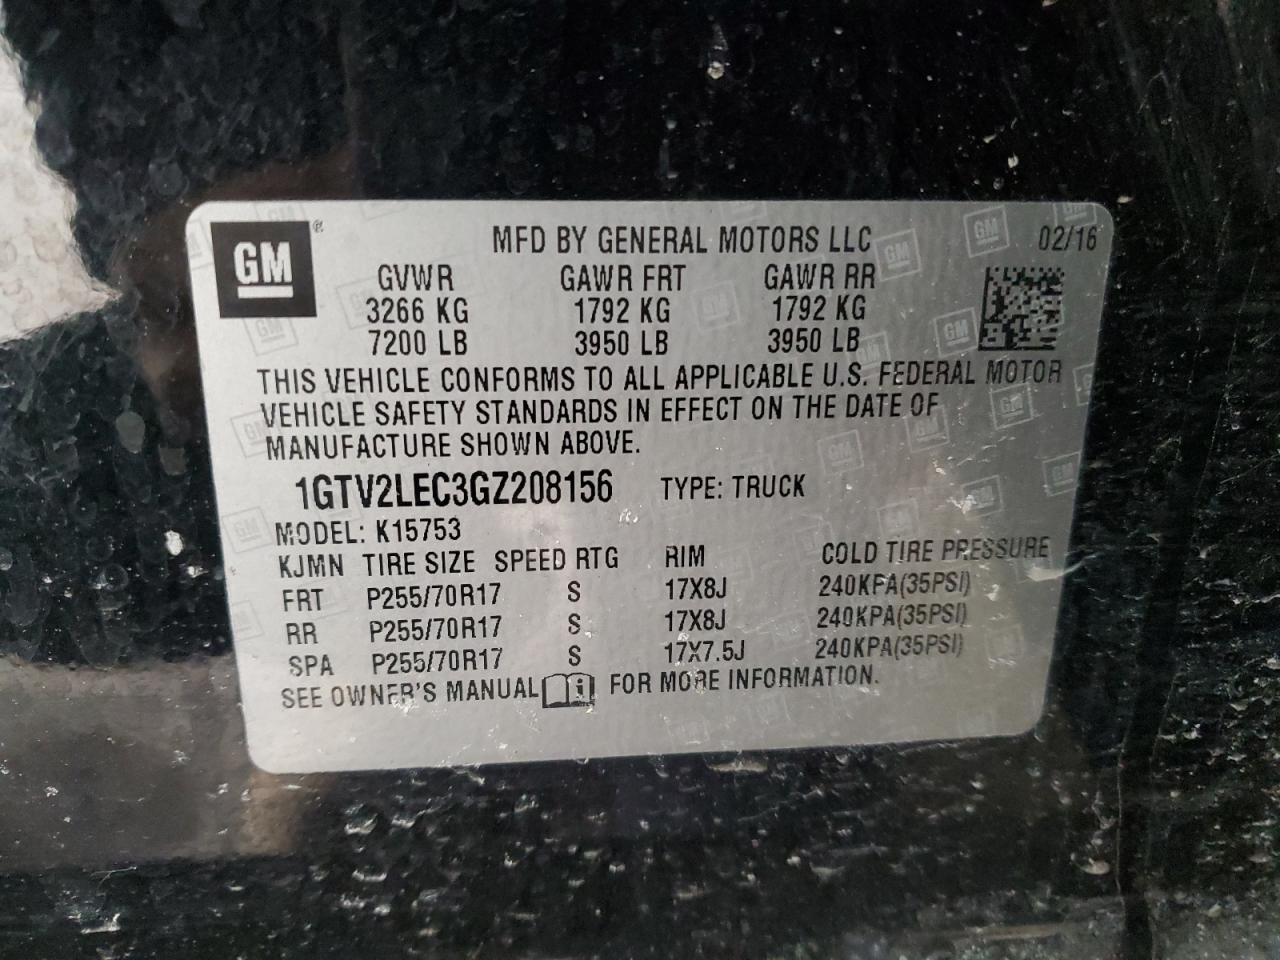 GM ® MFD BY GENERAL MOTORS LLC 02/16
GVWR GAWR FRT GAWR RR
3266 KG 1792 KG 1792 KG
7200 LB 3950 LB 3950 LB
THIS VEHICLE CONFORMS TO ALL APPLICABLE U.S. FEDERAL MOTOR
VEHICLE SAFETY STANDARDS IN EFFECT ON THE DATE OF
MANUFACTURE SHOWN ABOVE.
1GTV2LEC3GZ208156 TYPE: TRUCK
MODEL: K15753
KJMN TIRE SIZE SPEED RTG RIM COLD TIRE PRESSURE
FRT P255/70R17 S 17X8J 240KPA(35PSI)
RR P255/70R17 S 17X8J 240KPA(35PSI)
SPA P255/70R17 S 17X7.5J 240KPA(35PSI)
SEE OWNER'S MANUAL i FOR MORE INFORMATION.